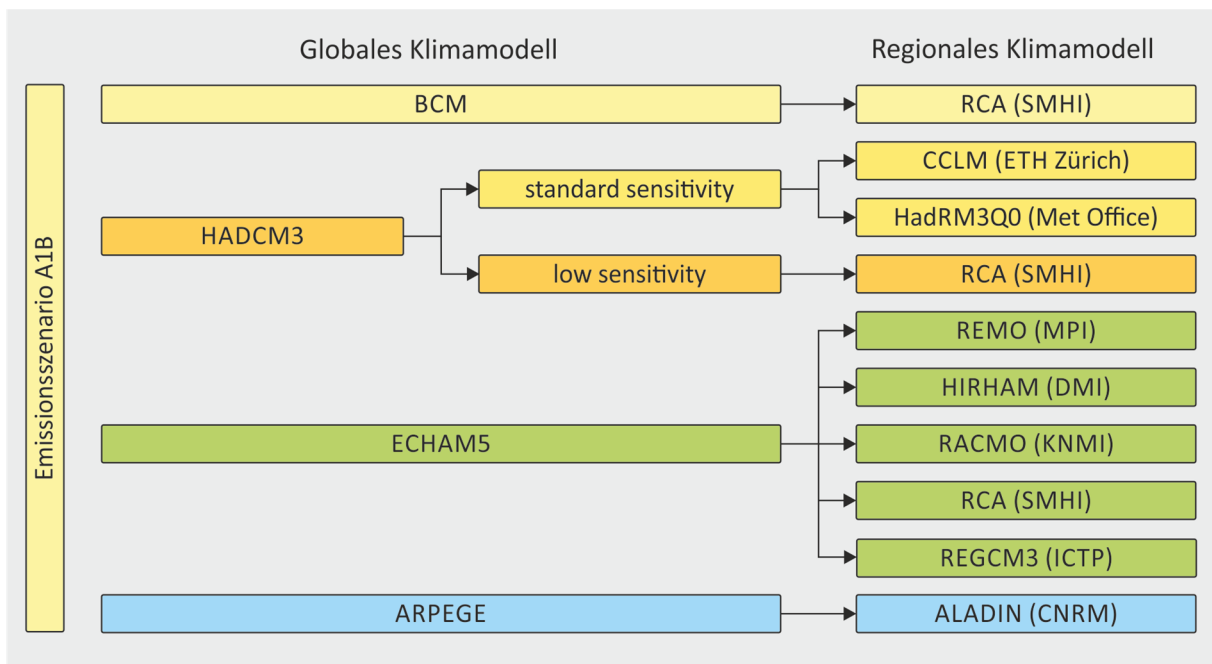 Globales Klimamodell
Regionales Klimamodell
Emissionsszenario A1B
BCM
RCA (SMHI)
HADCM3
standard sensitivity
CCLM (ETH Zürich)
HadRM3Q0 (Met Office)
low sensitivity
RCA (SMHI)
ECHAM5
REMO (MPI)
HIRHAM (DMI)
RACMO (KNMI)
RCA (SMHI)
REGCM3 (ICTP)
ARPEGE
ALADIN (CNRM)